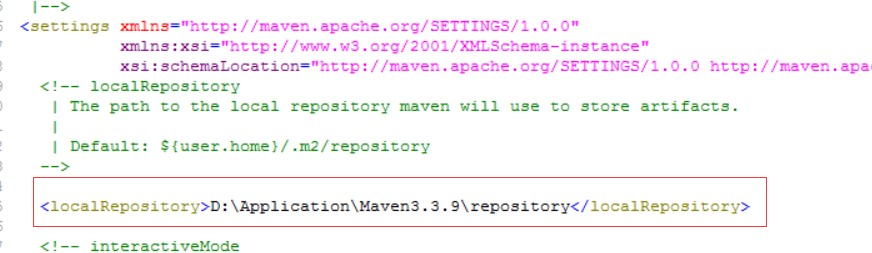 |-->
<settings xmlns="http://maven.apache.org/SETTINGS/1.0.0"
xmlns:xsi="http://www.w3.org/2001/XMLSchema-instance"
xsi:schemaLocation="http://maven.apache.org/SETTINGS/1.0.0 http://maven.apa
<!-- localRepository
| The path to the local repository maven will use to store artifacts.
|
| Default: ${user.home}/.m2/repository
-->
<localRepository>D:\Application\Maven3.3.9\repository</localRepository>
<!-- interactiveMode